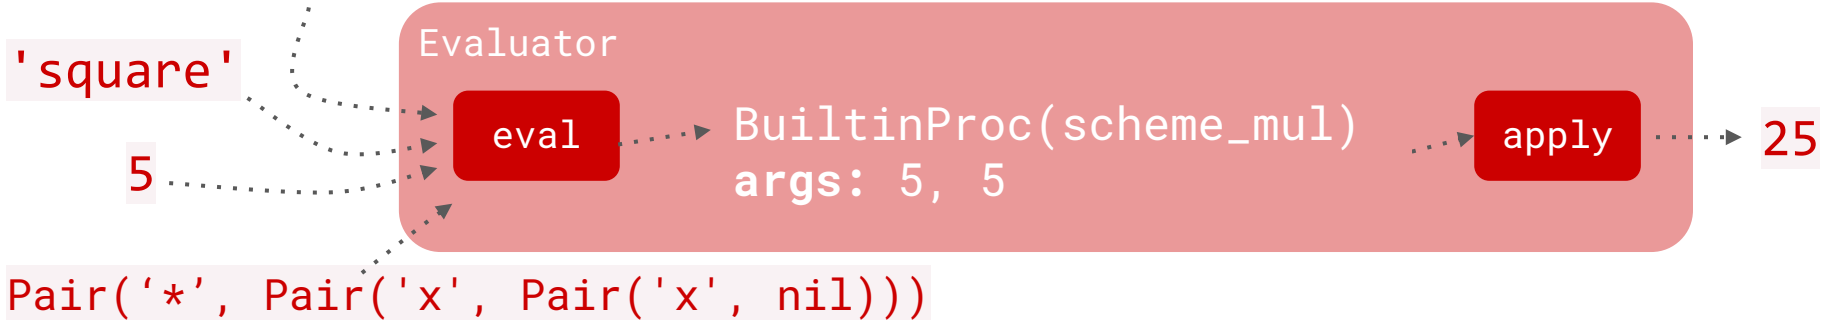 Evaluator
'square'
eval
BuiltinProc(scheme_mul)
apply
25
5
args: 5, 5
Pair(‘*’, Pair('x', Pair('x', nil)))